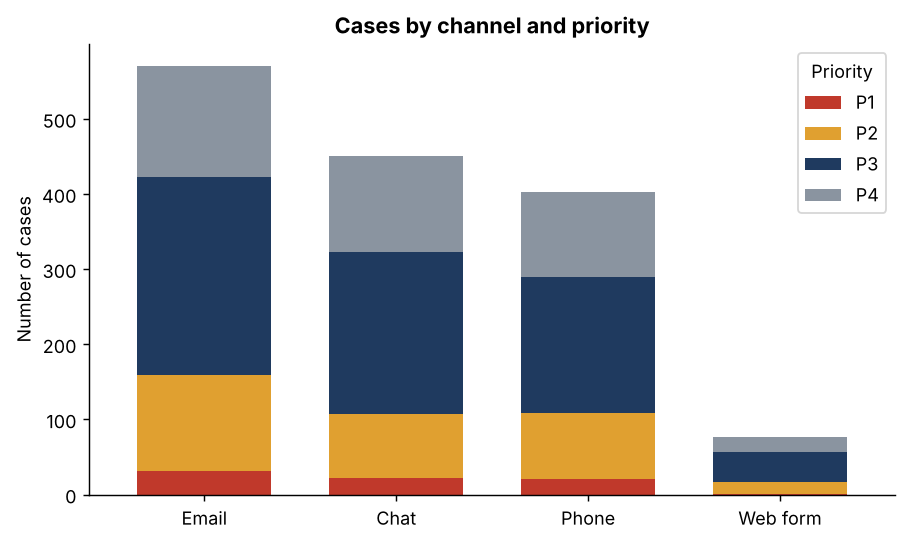 Cases by channel and priority
Number of cases
500
400
300
200
100
0
Email
Chat
Phone
Web form
Priority
P1
P2
P3
P4